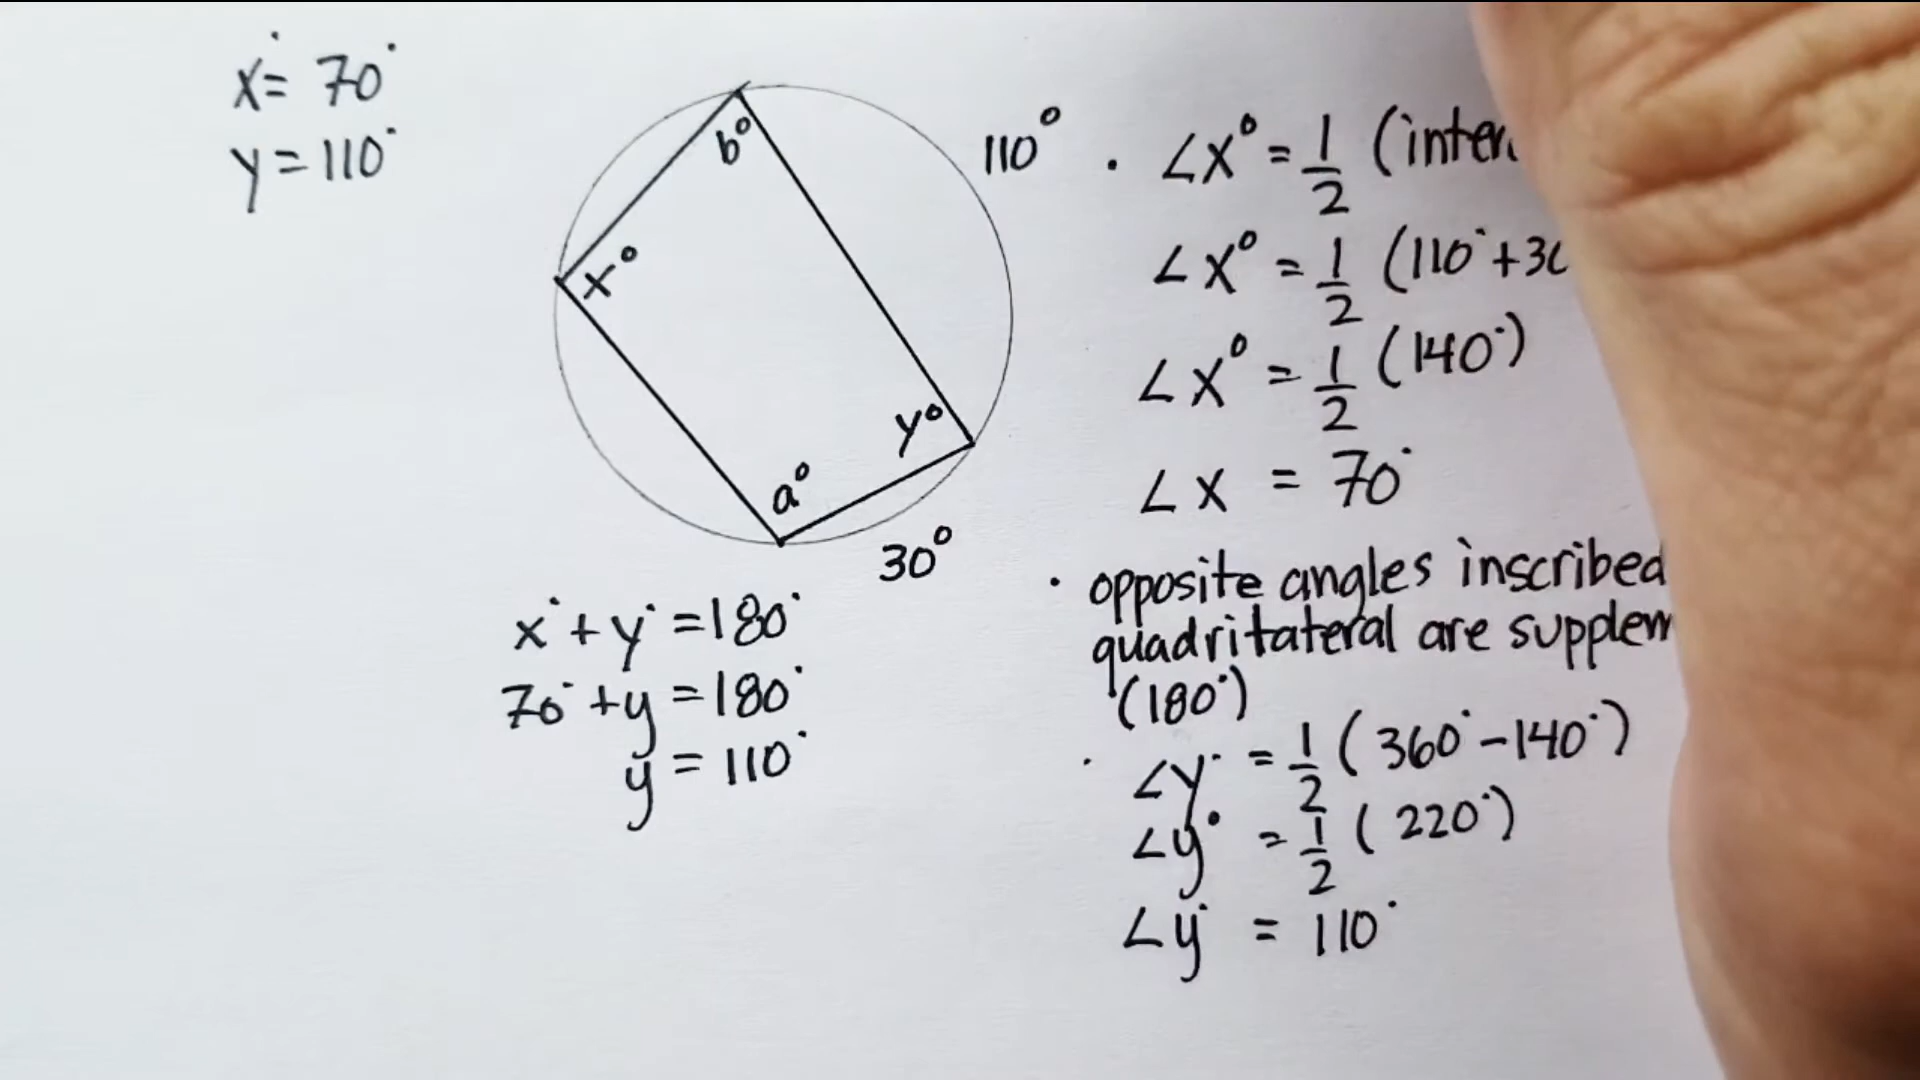 x°= 70°
y = 110°
b°
110°
x°
y°
a°
30°
x° + y° = 180°
70° + y = 180°
y = 110°
· ∠x° = 1/2 (inter
∠x° = 1/2 (110° + 30
∠x° = 1/2 (140°)
∠x = 70°
· opposite angles inscribed
quadritateral are supplem
(180°)
· ∠y° = 1/2 (360° - 140°)
∠y° = 1/2 (220°)
∠y° = 110°